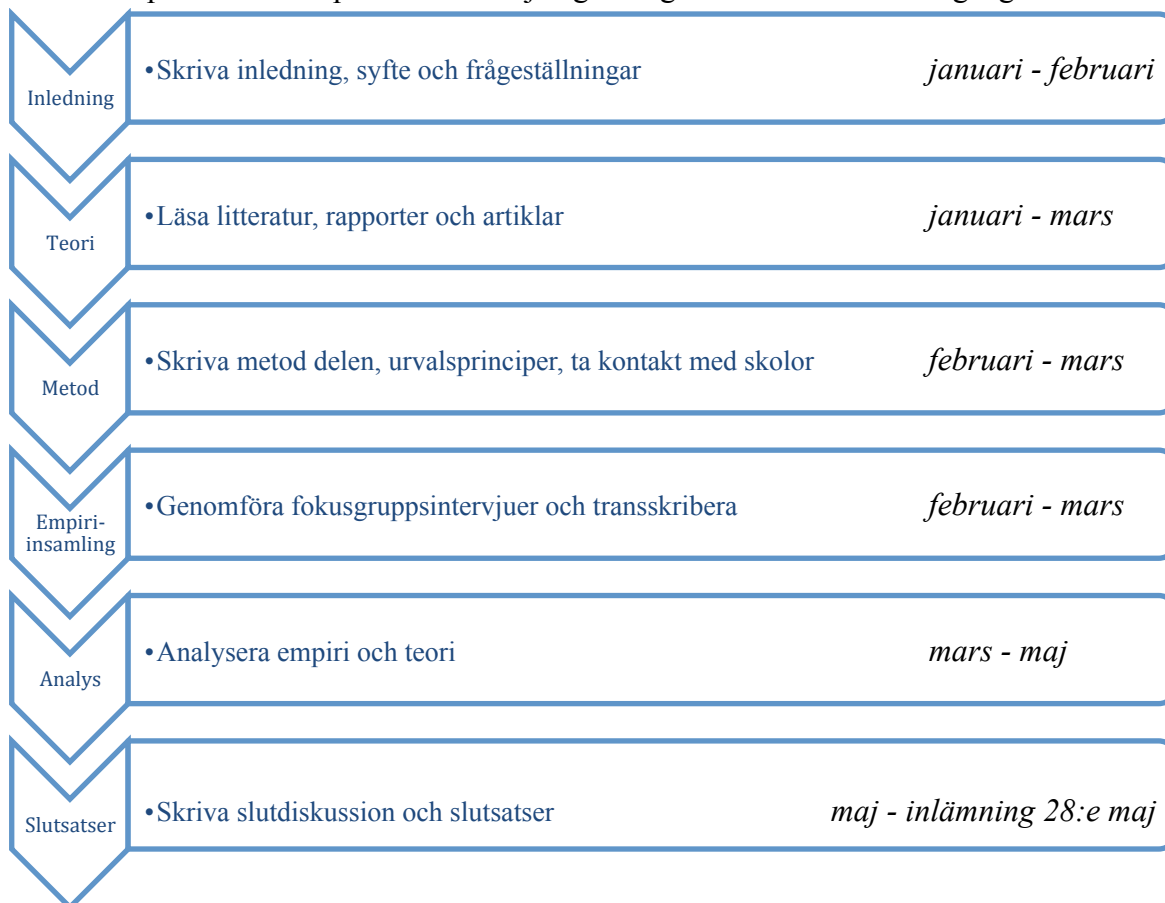 Inledning
•Skriva inledning, syfte och frågeställningar januari - februari
Teori
•Läsa litteratur, rapporter och artiklar januari - mars
Metod
•Skriva metod delen, urvalsprinciper, ta kontakt med skolor februari - mars
Empiri-
insamling
•Genomföra fokusgruppsintervjuer och transskribera februari - mars
Analys
•Analysera empiri och teori mars - maj
Slutsatser
•Skriva slutdiskussion och slutsatser maj - inlämning 28:e maj